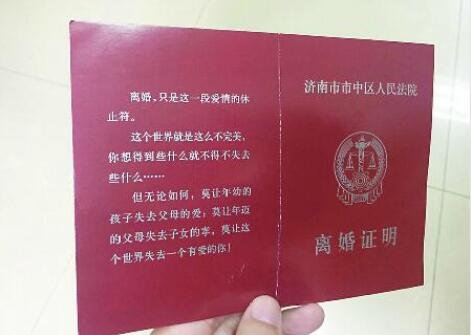 离婚，只是这一段爱情的休
止符。
这个世界就是这么不完美，
你想得到些什么就不得不失去
些什么……
但无论如何，莫让年幼的
孩子失去父母的爱；莫让年迈
的父母失去子女的孝，莫让这
个世界失去一个有爱的你！
济南市市中区人民法院
离婚证明